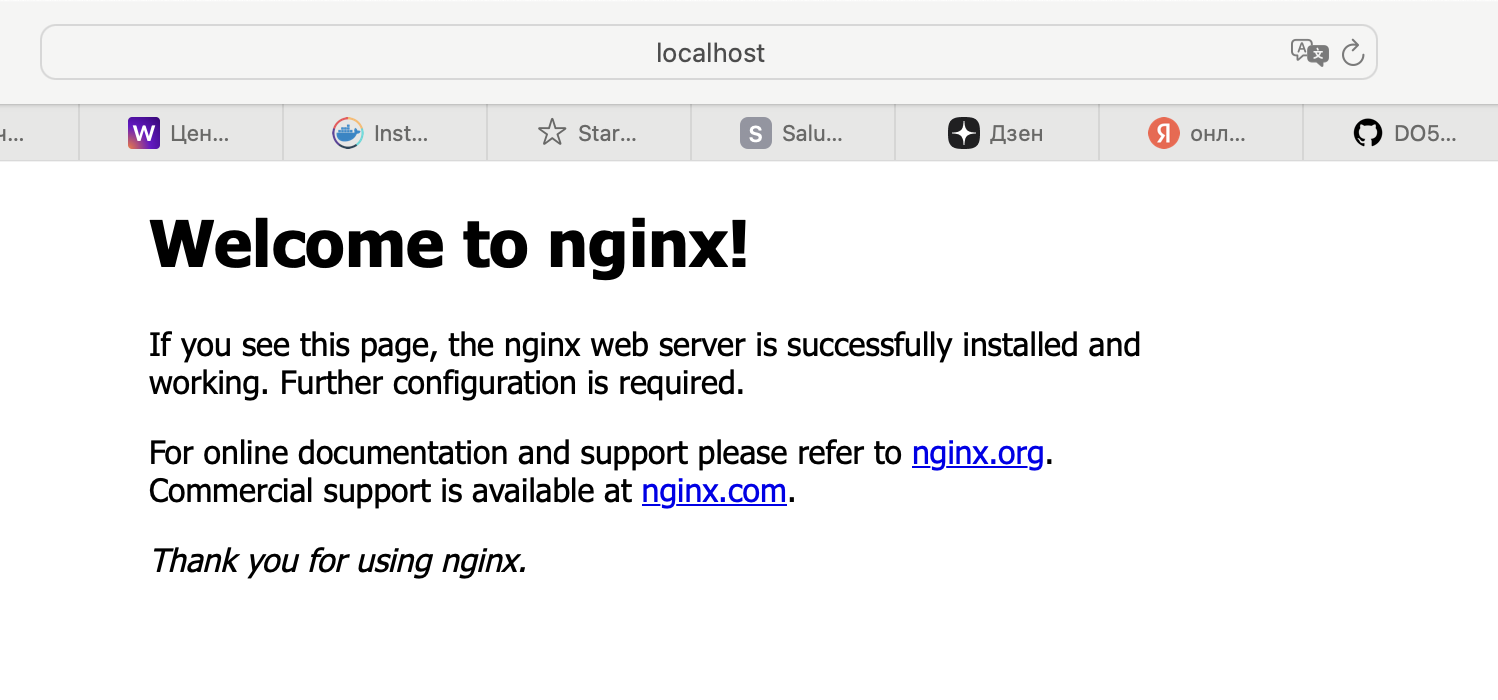 localhost
ч...
W Цен...
Inst...
Star...
S Salu...
Дзен
Я онл...
DO5...
Welcome to nginx!
If you see this page, the nginx web server is successfully installed and
working. Further configuration is required.
For online documentation and support please refer to nginx.org.
Commercial support is available at nginx.com.
Thank you for using nginx.